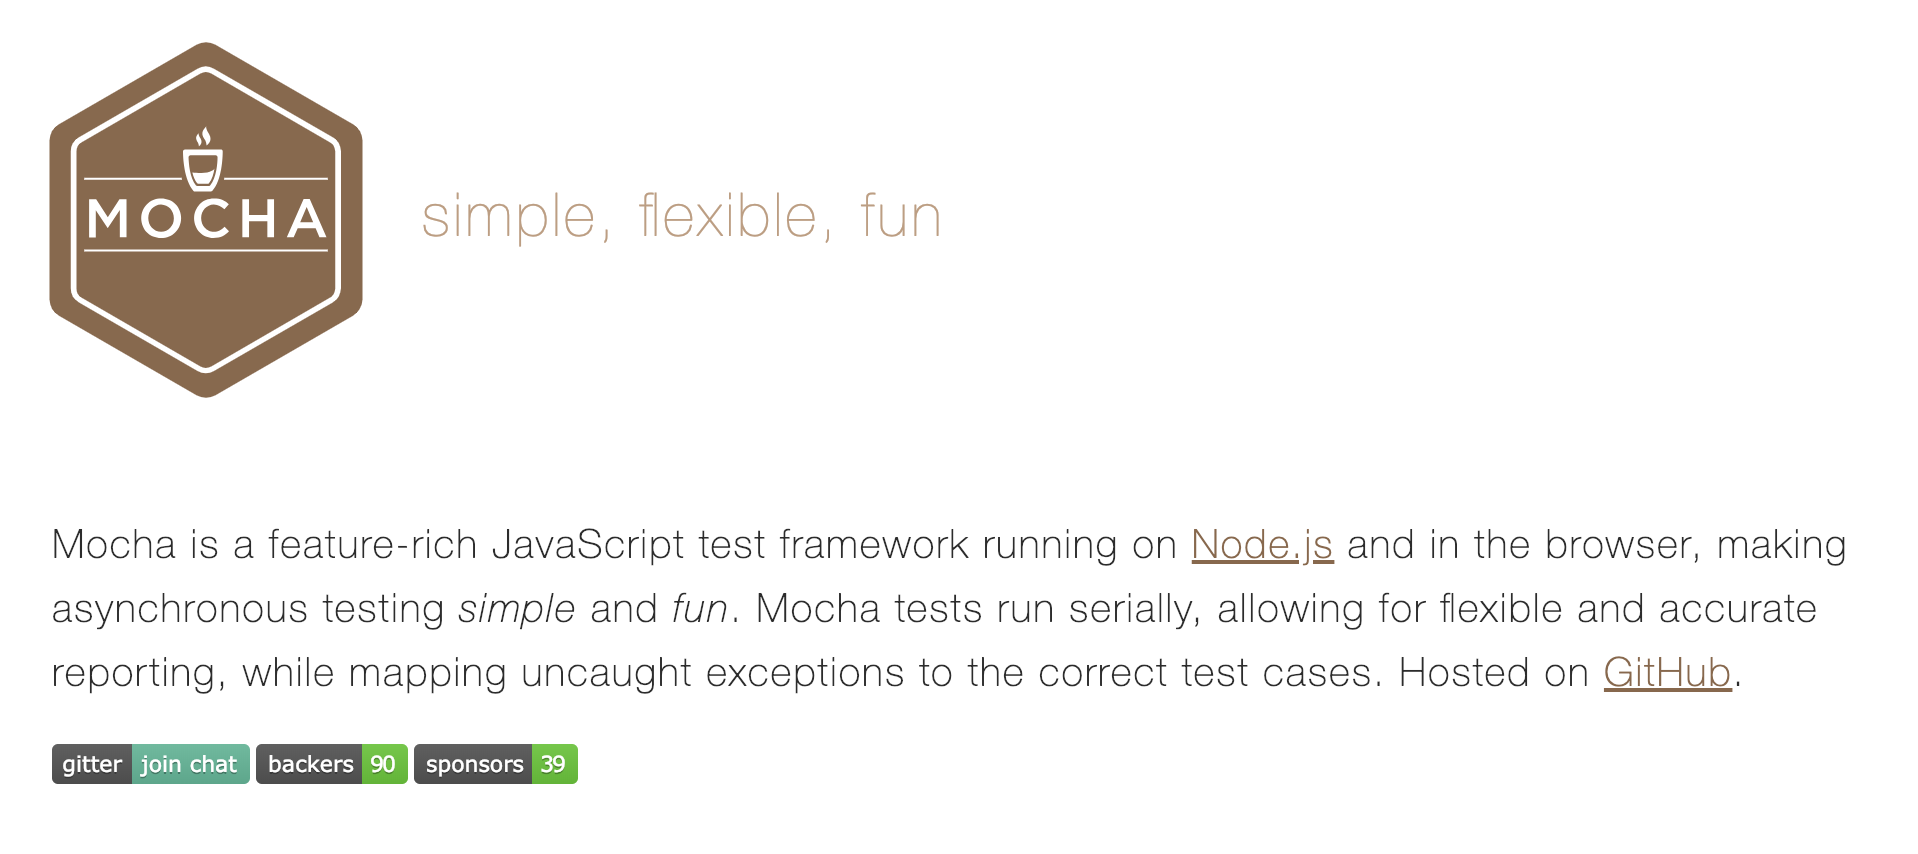 MOCHA
simple, flexible, fun
Mocha is a feature-rich JavaScript test framework running on Node.js and in the browser, making
asynchronous testing simple and fun. Mocha tests run serially, allowing for flexible and accurate
reporting, while mapping uncaught exceptions to the correct test cases. Hosted on GitHub.
gitter join chat backers 90 sponsors 39